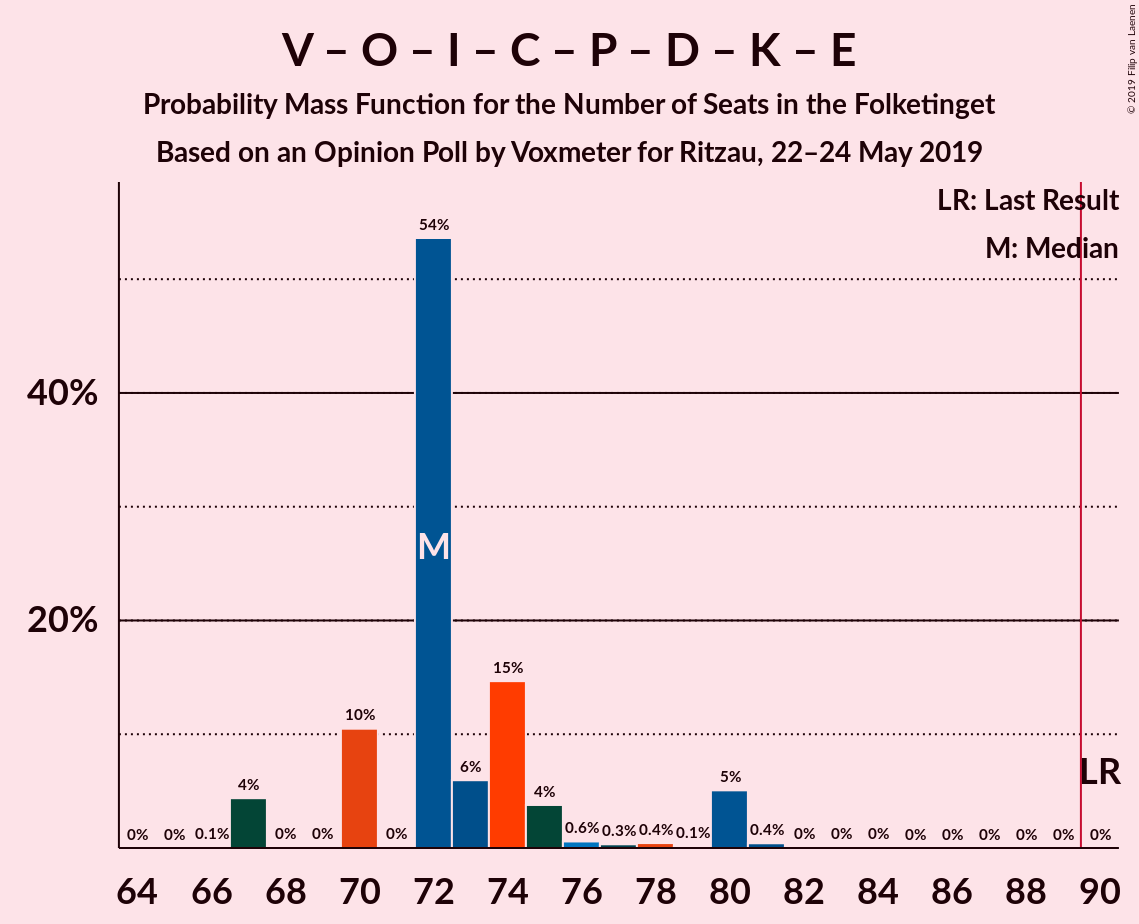 V – O – I – C – P – D – K – E
Probability Mass Function for the Number of Seats in the Folketinget
Based on an Opinion Poll by Voxmeter for Ritzau, 22–24 May 2019
© 2019 Filip van Laenen
LR: Last Result
M: Median
54%
40%
M
20%
15%
10%
LR
4%
6%
4%
5%
0% 0% 0.1% 0% 0% 0% 0.6% 0.3% 0.4% 0.1% 0.4% 0% 0% 0% 0% 0% 0% 0% 0% 0%
64 66 68 70 72 74 76 78 80 82 84 86 88 90